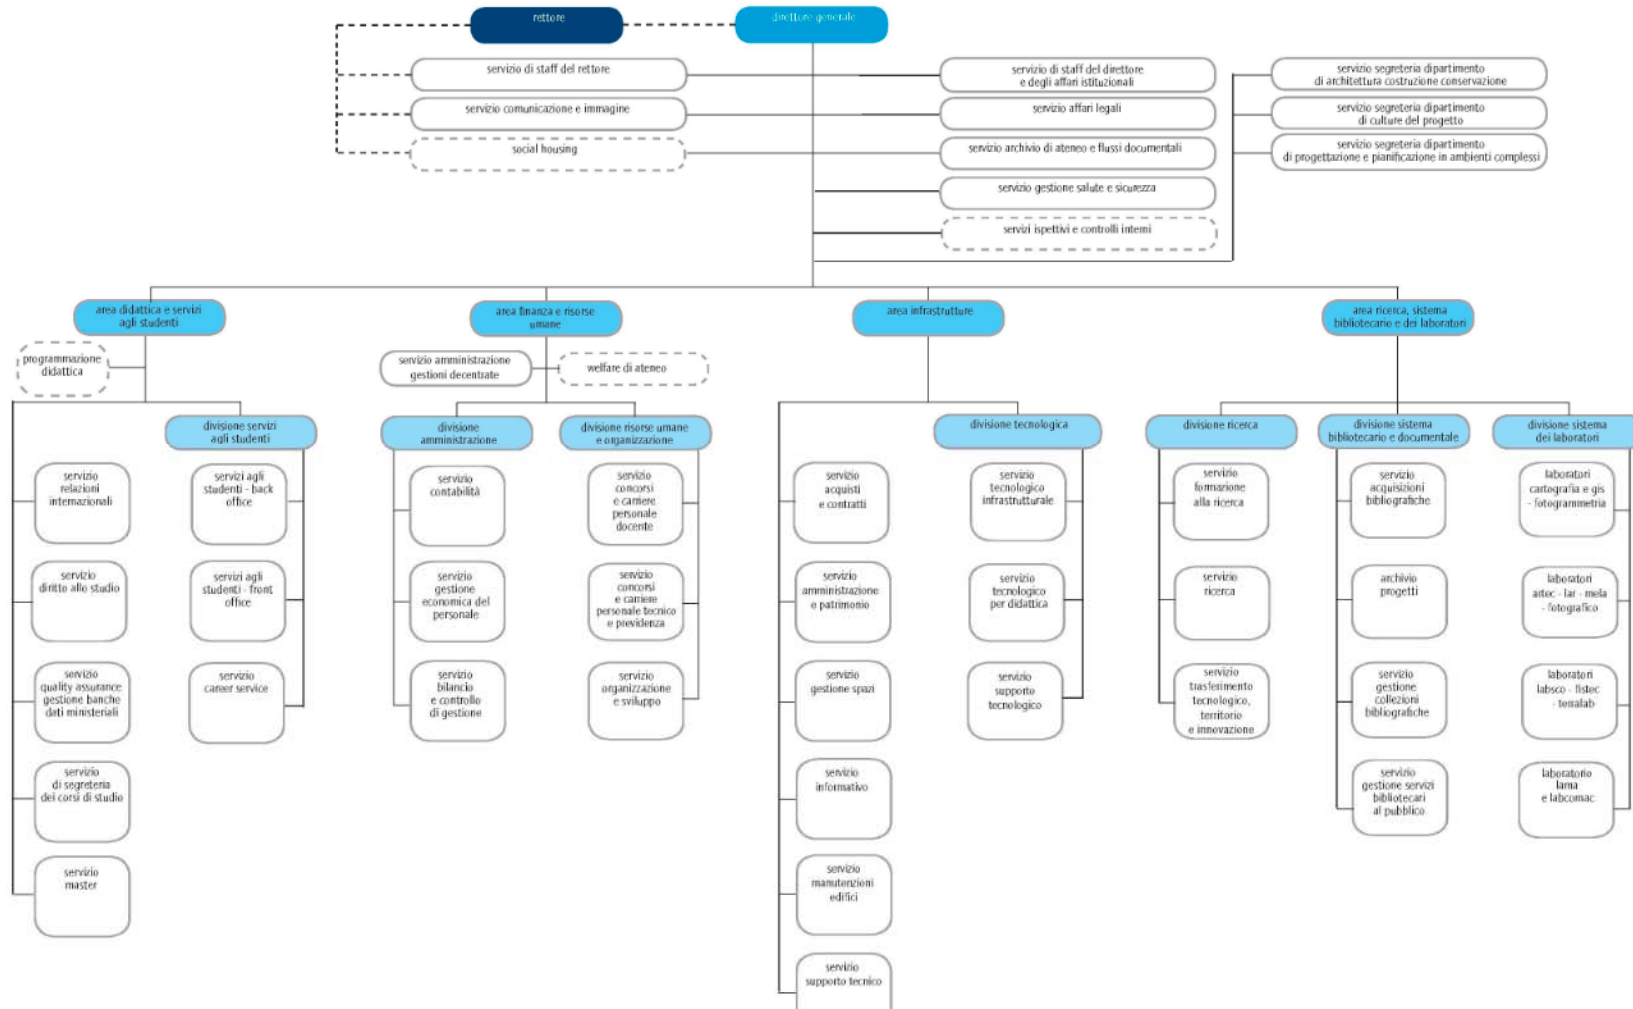 rettore
direttore generale
servizio di staff del rettore
servizio comunicazione e immagine
social housing
servizio di staff del direttore
e degli affari istituzionali
servizio affari legali
servizio archivio di ateneo e flussi documentali
servizio gestione salute e sicurezza
servizi ispettivi e controlli interni
servizio segreteria dipartimento
di architettura costruzione conservazione
servizio segreteria dipartimento
di culture del progetto
servizio segreteria dipartimento
di progettazione e pianificazione in ambienti complessi
area didattica e servizi
agli studenti
programmazione
didattica
divisione servizi
agli studenti
servizio
relazioni
internazionali
servizio
diritto allo studio
servizio
quality assurance
gestione banche
dati ministeriali
servizio
di segreteria
dei corsi di studio
servizio
master
servizi agli
studenti - back
office
servizi agli
studenti - front
office
servizio
career service
area finanza e risorse
umane
servizio amministrazione
gestioni decentrate
welfare di ateneo
divisione
amministrazione
divisione risorse umane
e organizzazione
servizio
contabilità
servizio
gestione
economica del
personale
servizio
bilancio
e controllo
di gestione
servizio
concorsi
e carriere
personale
docente
servizio
concorsi
e carriere
personale tecnico
e previdenza
servizio
organizzazione
e sviluppo
area infrastrutture
divisione tecnologica
servizio
acquisti
e contratti
servizio
amministrazione
e patrimonio
servizio
gestione spazi
servizio
informativo
servizio
manutenzioni
edifici
servizio
supporto tecnico
servizio
tecnologico
infrastrutturale
servizio
tecnologico
per didattica
servizio
supporto
tecnologico
area ricerca, sistema
bibliotecario e dei laboratori
divisione ricerca
divisione sistema
bibliotecario e documentale
divisione sistema
dei laboratori
servizio
formazione
alla ricerca
servizio
ricerca
servizio
trasferimento
tecnologico,
territorio
e innovazione
servizio
acquisizioni
bibliografiche
archivio
progetti
servizio
gestione
collezioni
bibliografiche
servizio
gestione servizi
bibliotecari
al pubblico
laboratori
cartografia e gis
- fotogrammetria
laboratori
artec - lar - mela
- fotografico
laboratori
labsco - fistec
- terralab
laboratorio
lama
e labcomac